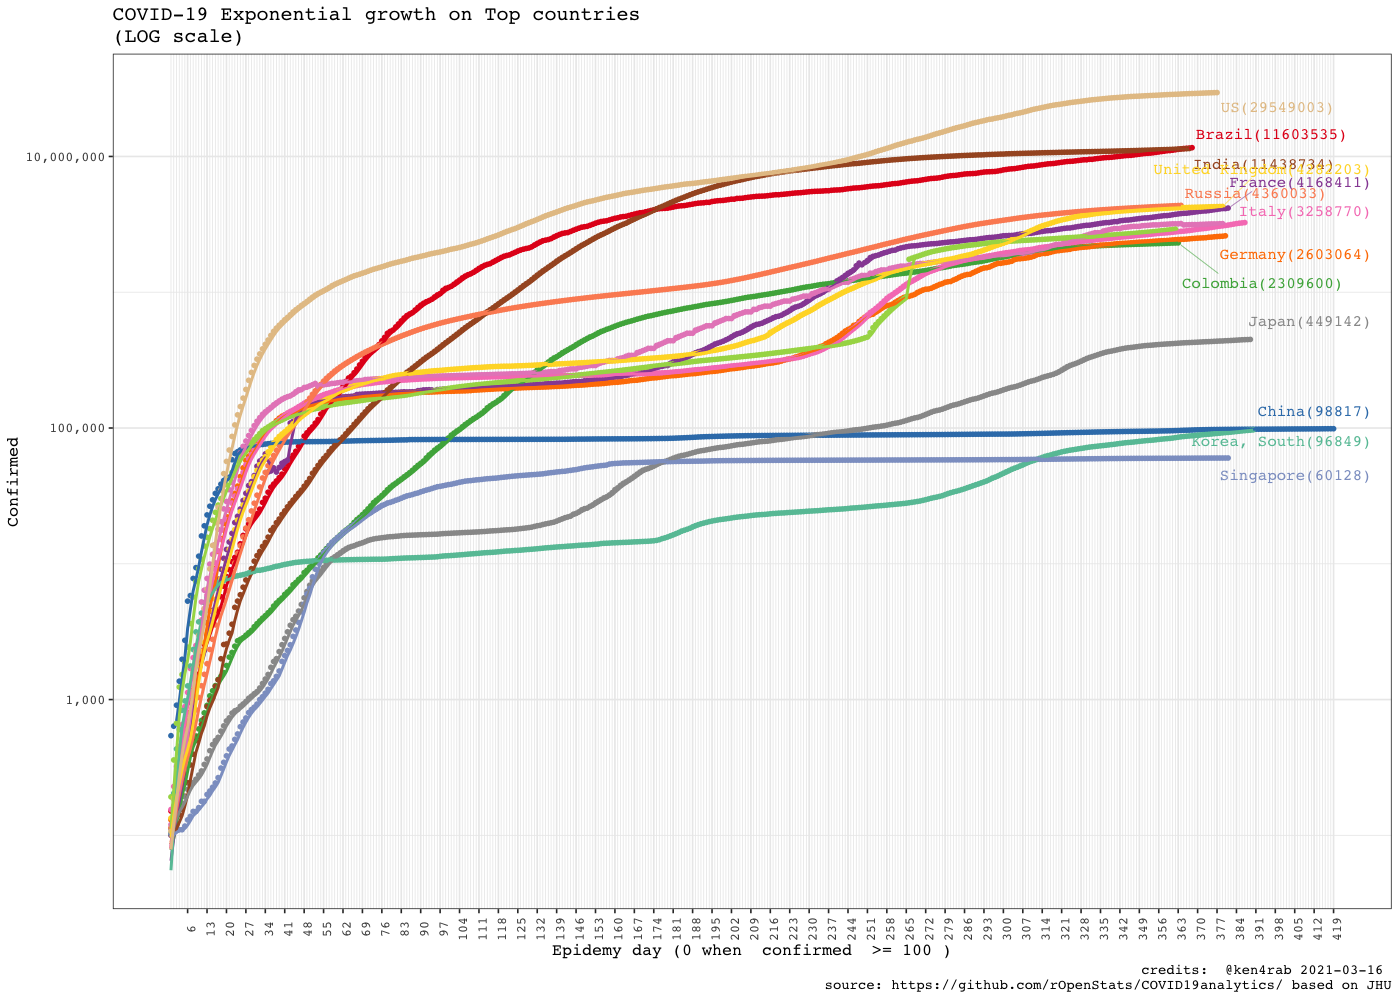 COVID-19 Exponential growth on Top countries
(LOG scale)
US(29549003)
Brazil(11603535)
India(11438734)
United Kingdom(4282203)
France(4168411)
Russia(4360033)
Italy(3258770)
Germany(2603064)
Colombia(2309600)
Japan(449142)
China(98817)
Korea, South(96849)
Singapore(60128)
10,000,000
100,000
1,000
Confirmed
6 13 20 27 34 41 48 55 62 69 76 83 90 97 104 111 118 125 132 139 146 153 160 167 174 181 188 195 202 209 216 223 230 237 244 251 258 265 272 279 286 293 300 307 314 321 328 335 342 349 356 363 370 377 384 391 398 405 412 419
Epidemy day (0 when  confirmed  >= 100 )
credits:  @ken4rab 2021-03-16
source: https://github.com/rOpenStats/COVID19analytics/ based on JHU